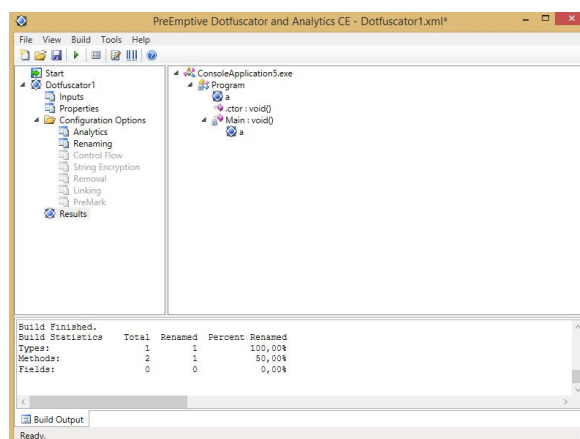 PreEmptive Dotfuscator and Analytics CE - Dotfuscator1.xml*
File View Build Tools Help
Start
Dotfuscator1
Inputs
Properties
Configuration Options
Analytics
Renaming
Control Flow
String Encryption
Removal
Linking
PreMark
Results
ConsoleApplication5.exe
Program
a
.ctor : void()
Main : void()
a
Build Finished.
Build Statistics Total Renamed Percent Renamed
Types: 1 1 100,00%
Methods: 2 1 50,00%
Fields: 0 0 0,00%
Build Output
Ready.